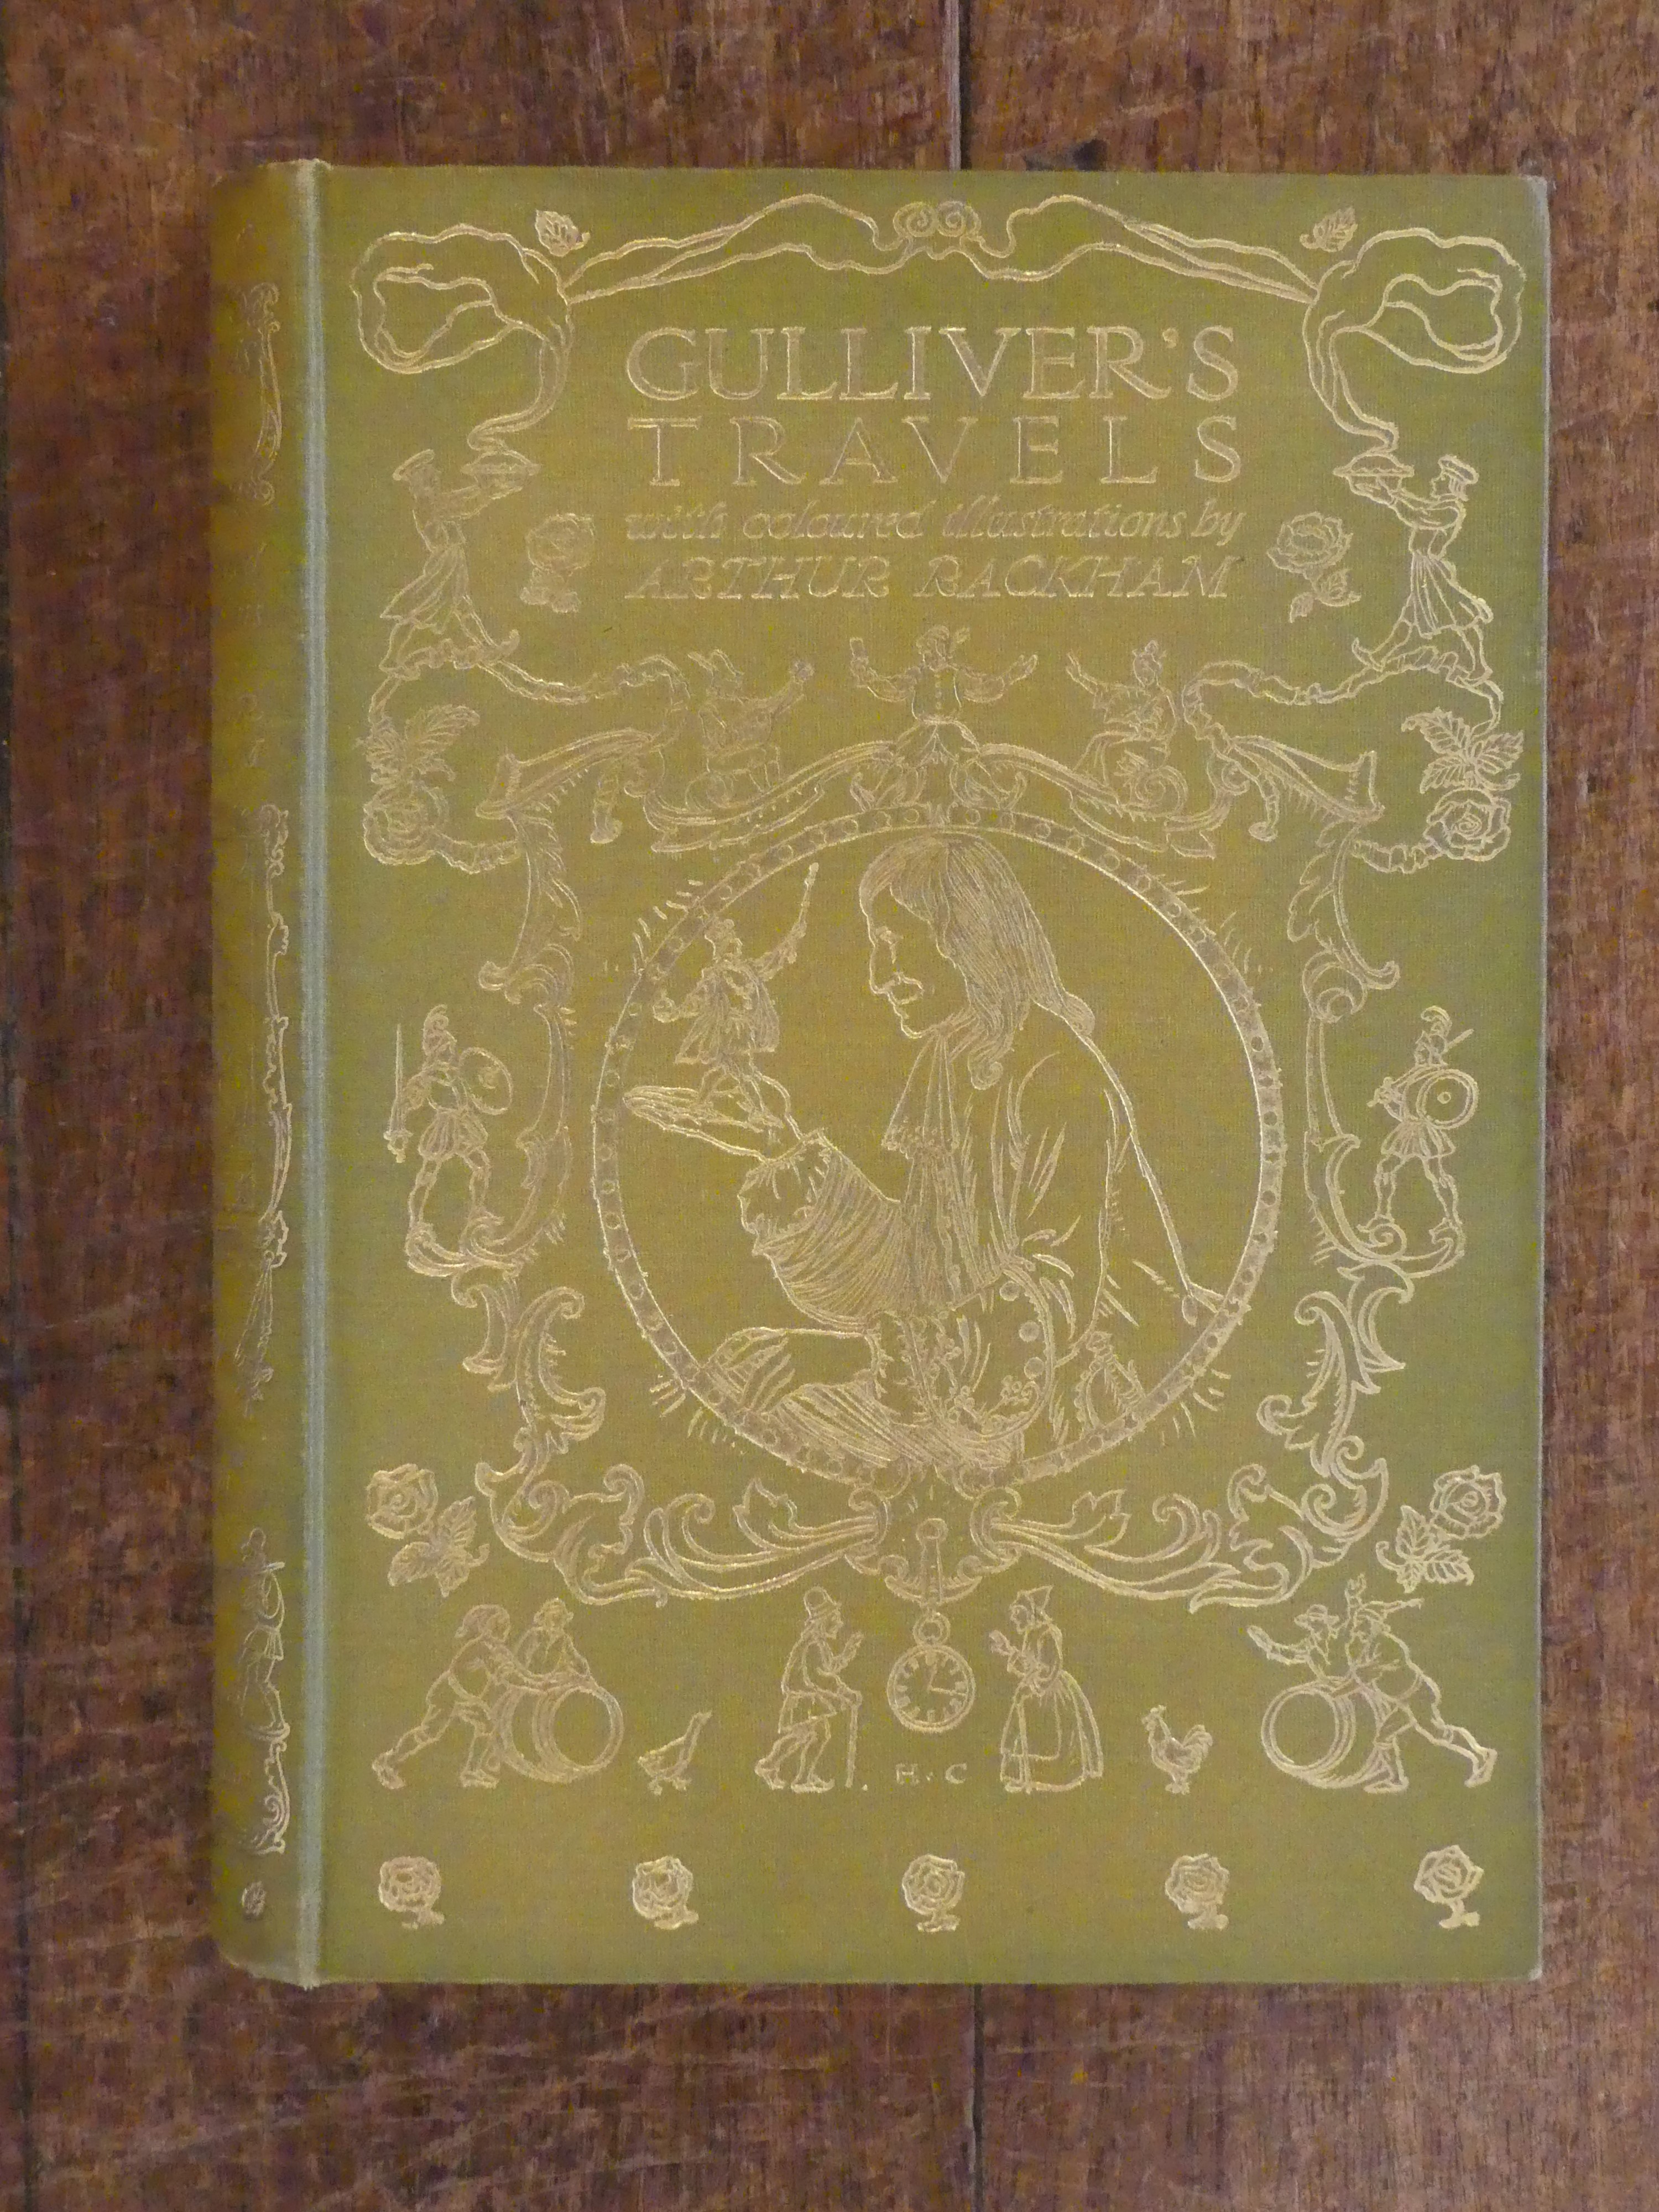 GULLIVER'S
TRAVELS
with coloured illustrations by
ARTHUR RACKHAM
H. C